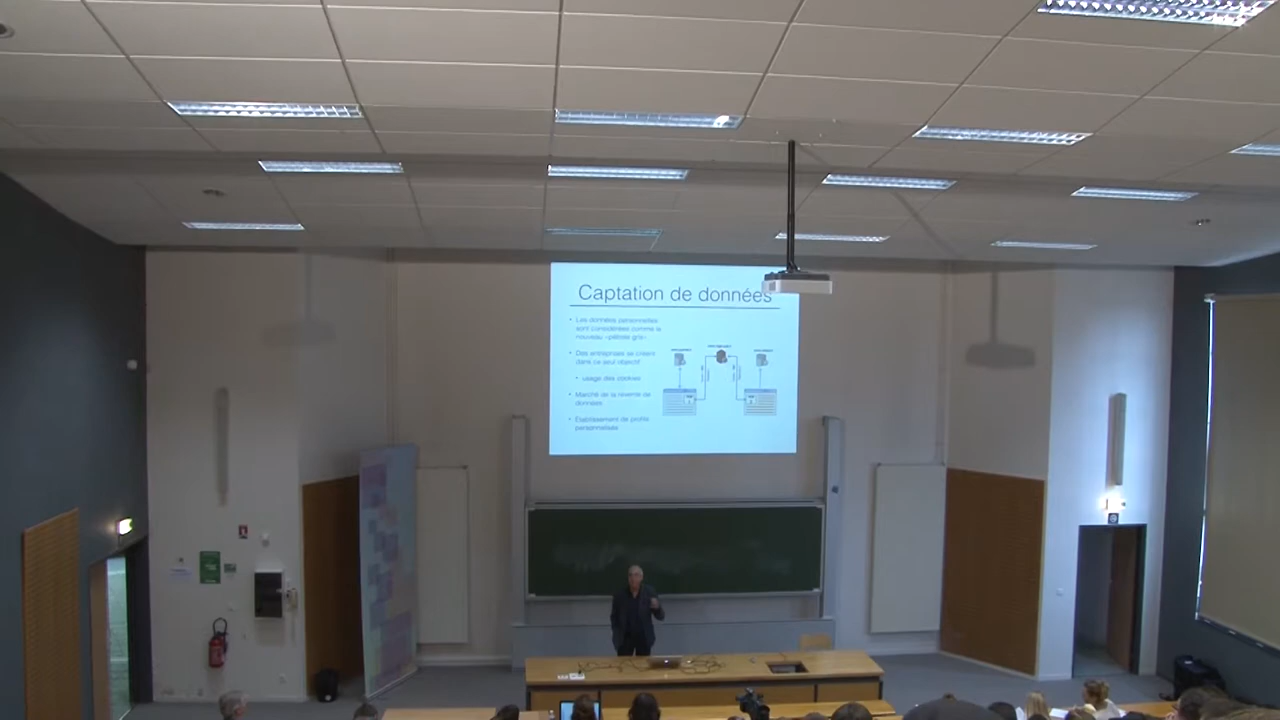 Captation de données
• Les données personnelles
sont considérées comme le
nouveau «pétrole gris»
• Des entreprises se créent
dans ce seul objectif
• usage des cookies
• Marché de la revente de
données
• Établissement de profils
personnalisés